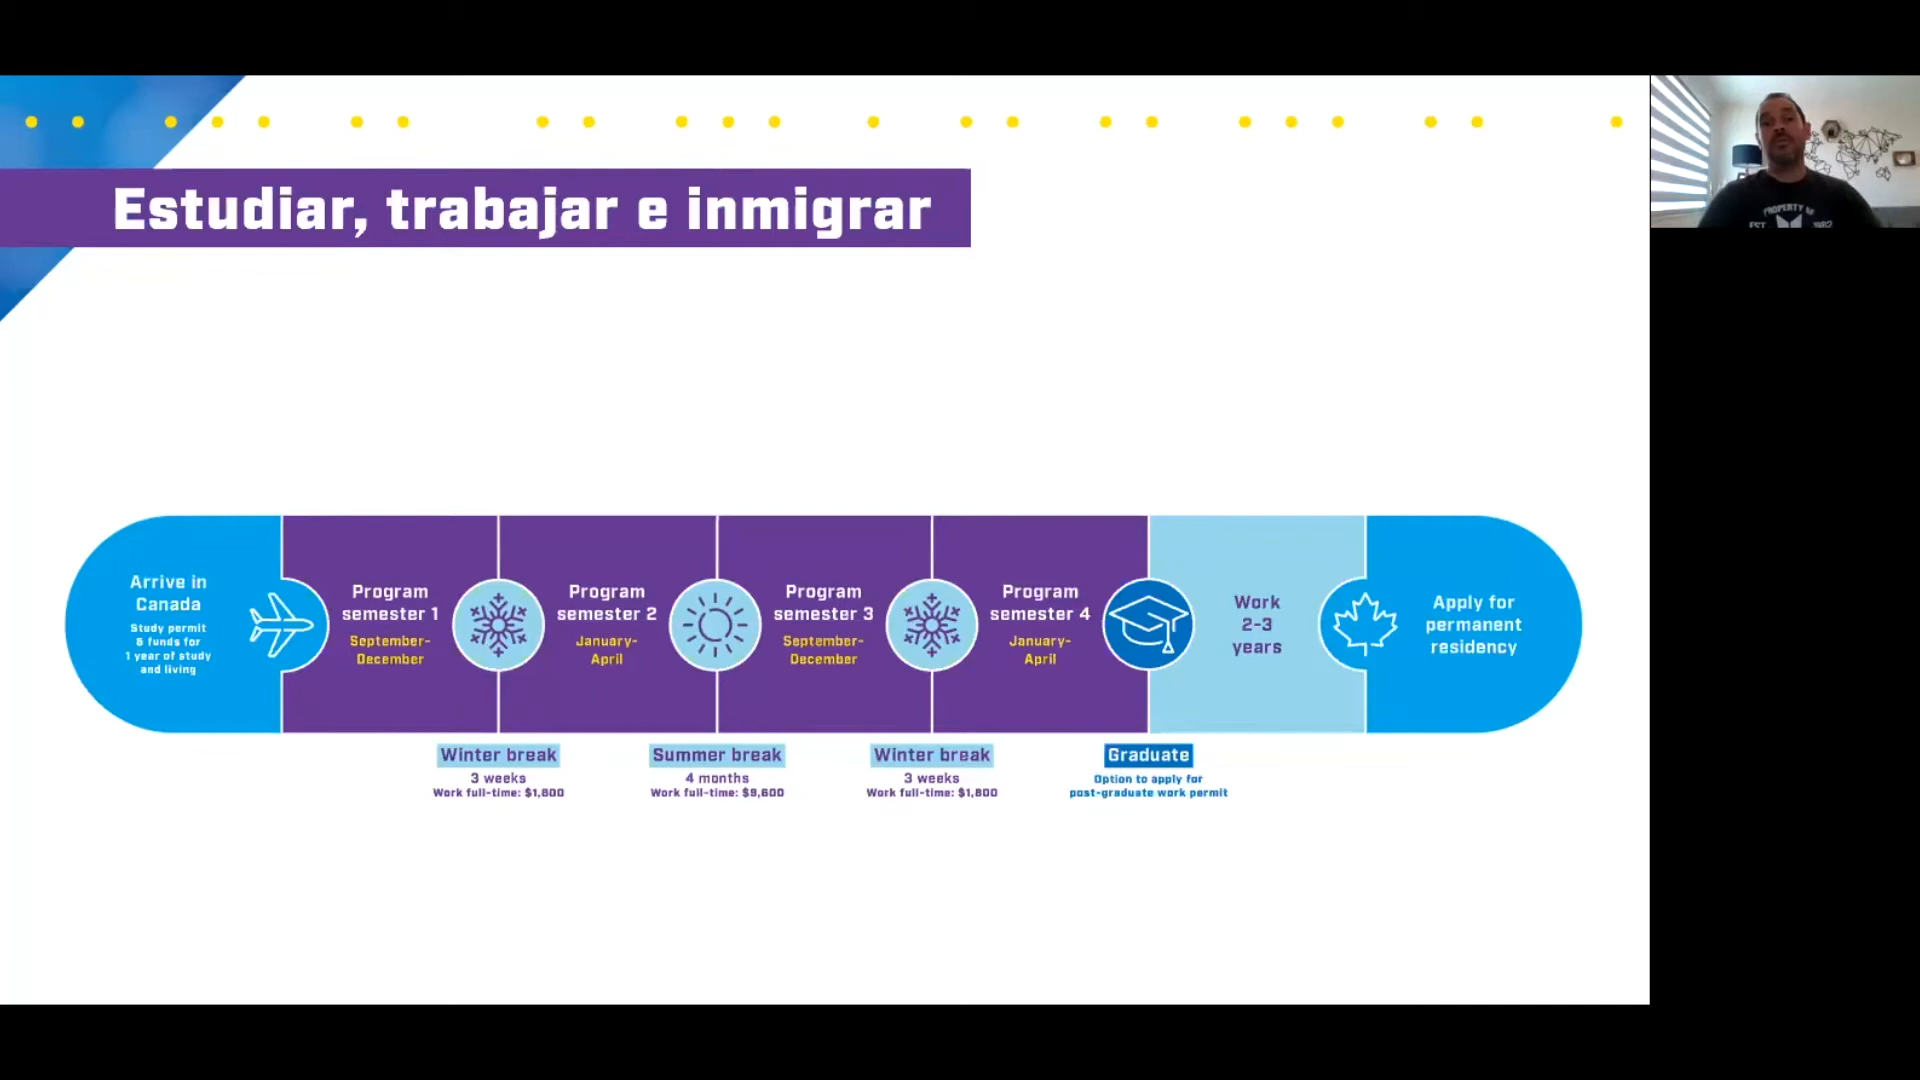 Estudiar, trabajar e inmigrar
Arrive in
Canada
Study permit
& funds for
1 year of study
and living
Program
semester 1
September-
December
Program
semester 2
January-
April
Program
semester 3
September-
December
Program
semester 4
January-
April
Work
2-3
years
Apply for
permanent
residency
Winter break
3 weeks
Work full-time: $1,800
Summer break
4 months
Work full-time: $9,600
Winter break
3 weeks
Work full-time: $1,800
Graduate
Option to apply for
post-graduate work permit
PROPERTY OF
EST 1982